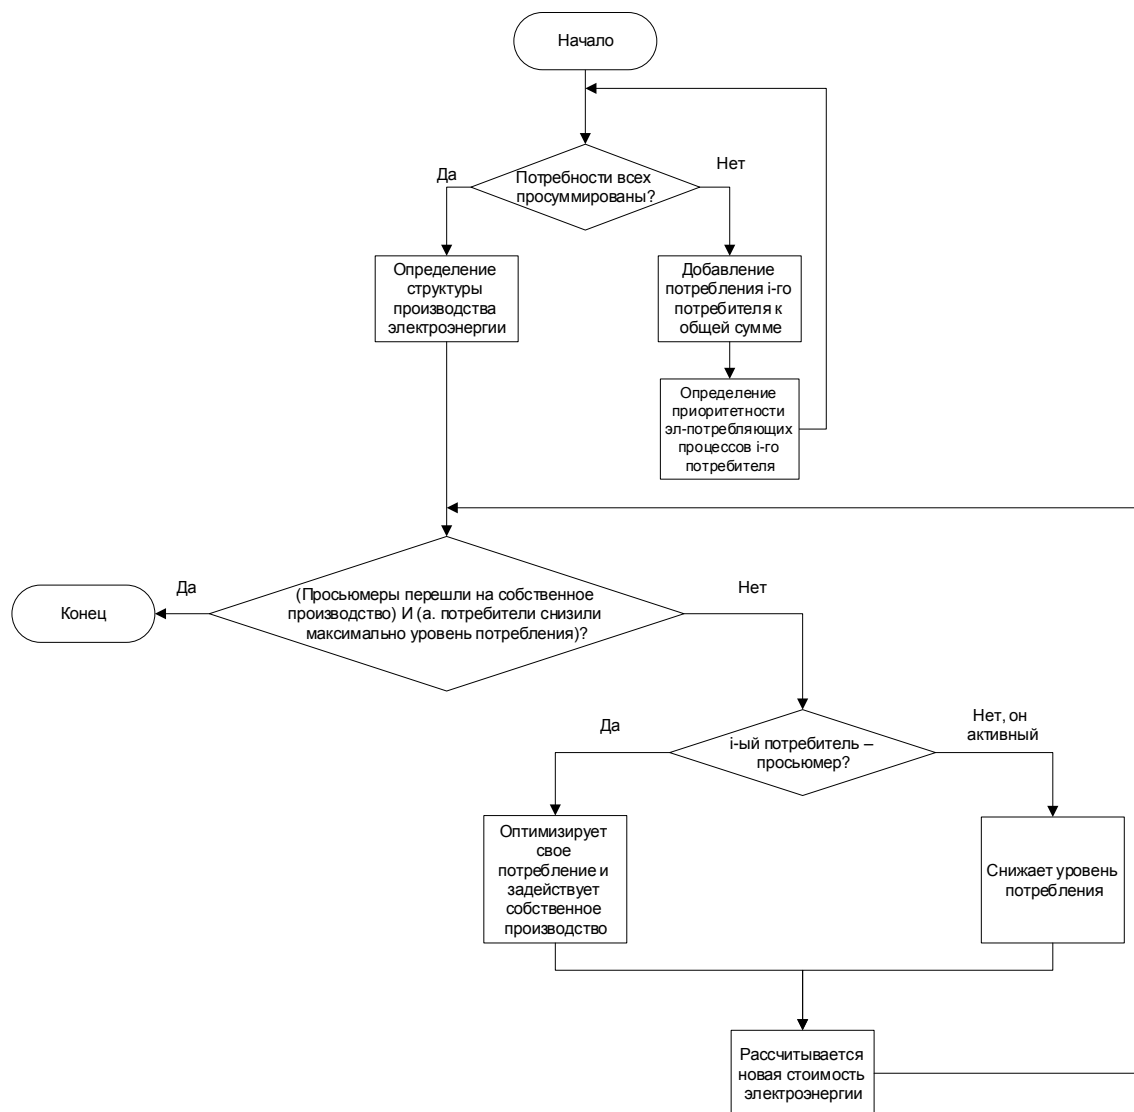 Начало
Да
Нет
Потребности всех
просуммированы?
Определение
структуры
производства
электроэнергии
Добавление
потребления i-го
потребителя к
общей сумме
Определение
приоритетности
эл-потребляющих
процессов i-го
потребителя
Да
Нет
Конец
(Просьюмеры перешли на собственное
производство) И (а. потребители снизили
максимально уровень потребления)?
Да
Нет, он
активный
i-ый потребитель –
просьюмер?
Оптимизирует
свое
потребление и
задействует
собственное
производство
Снижает уровень
потребления
Рассчитывается
новая стоимость
электроэнергии